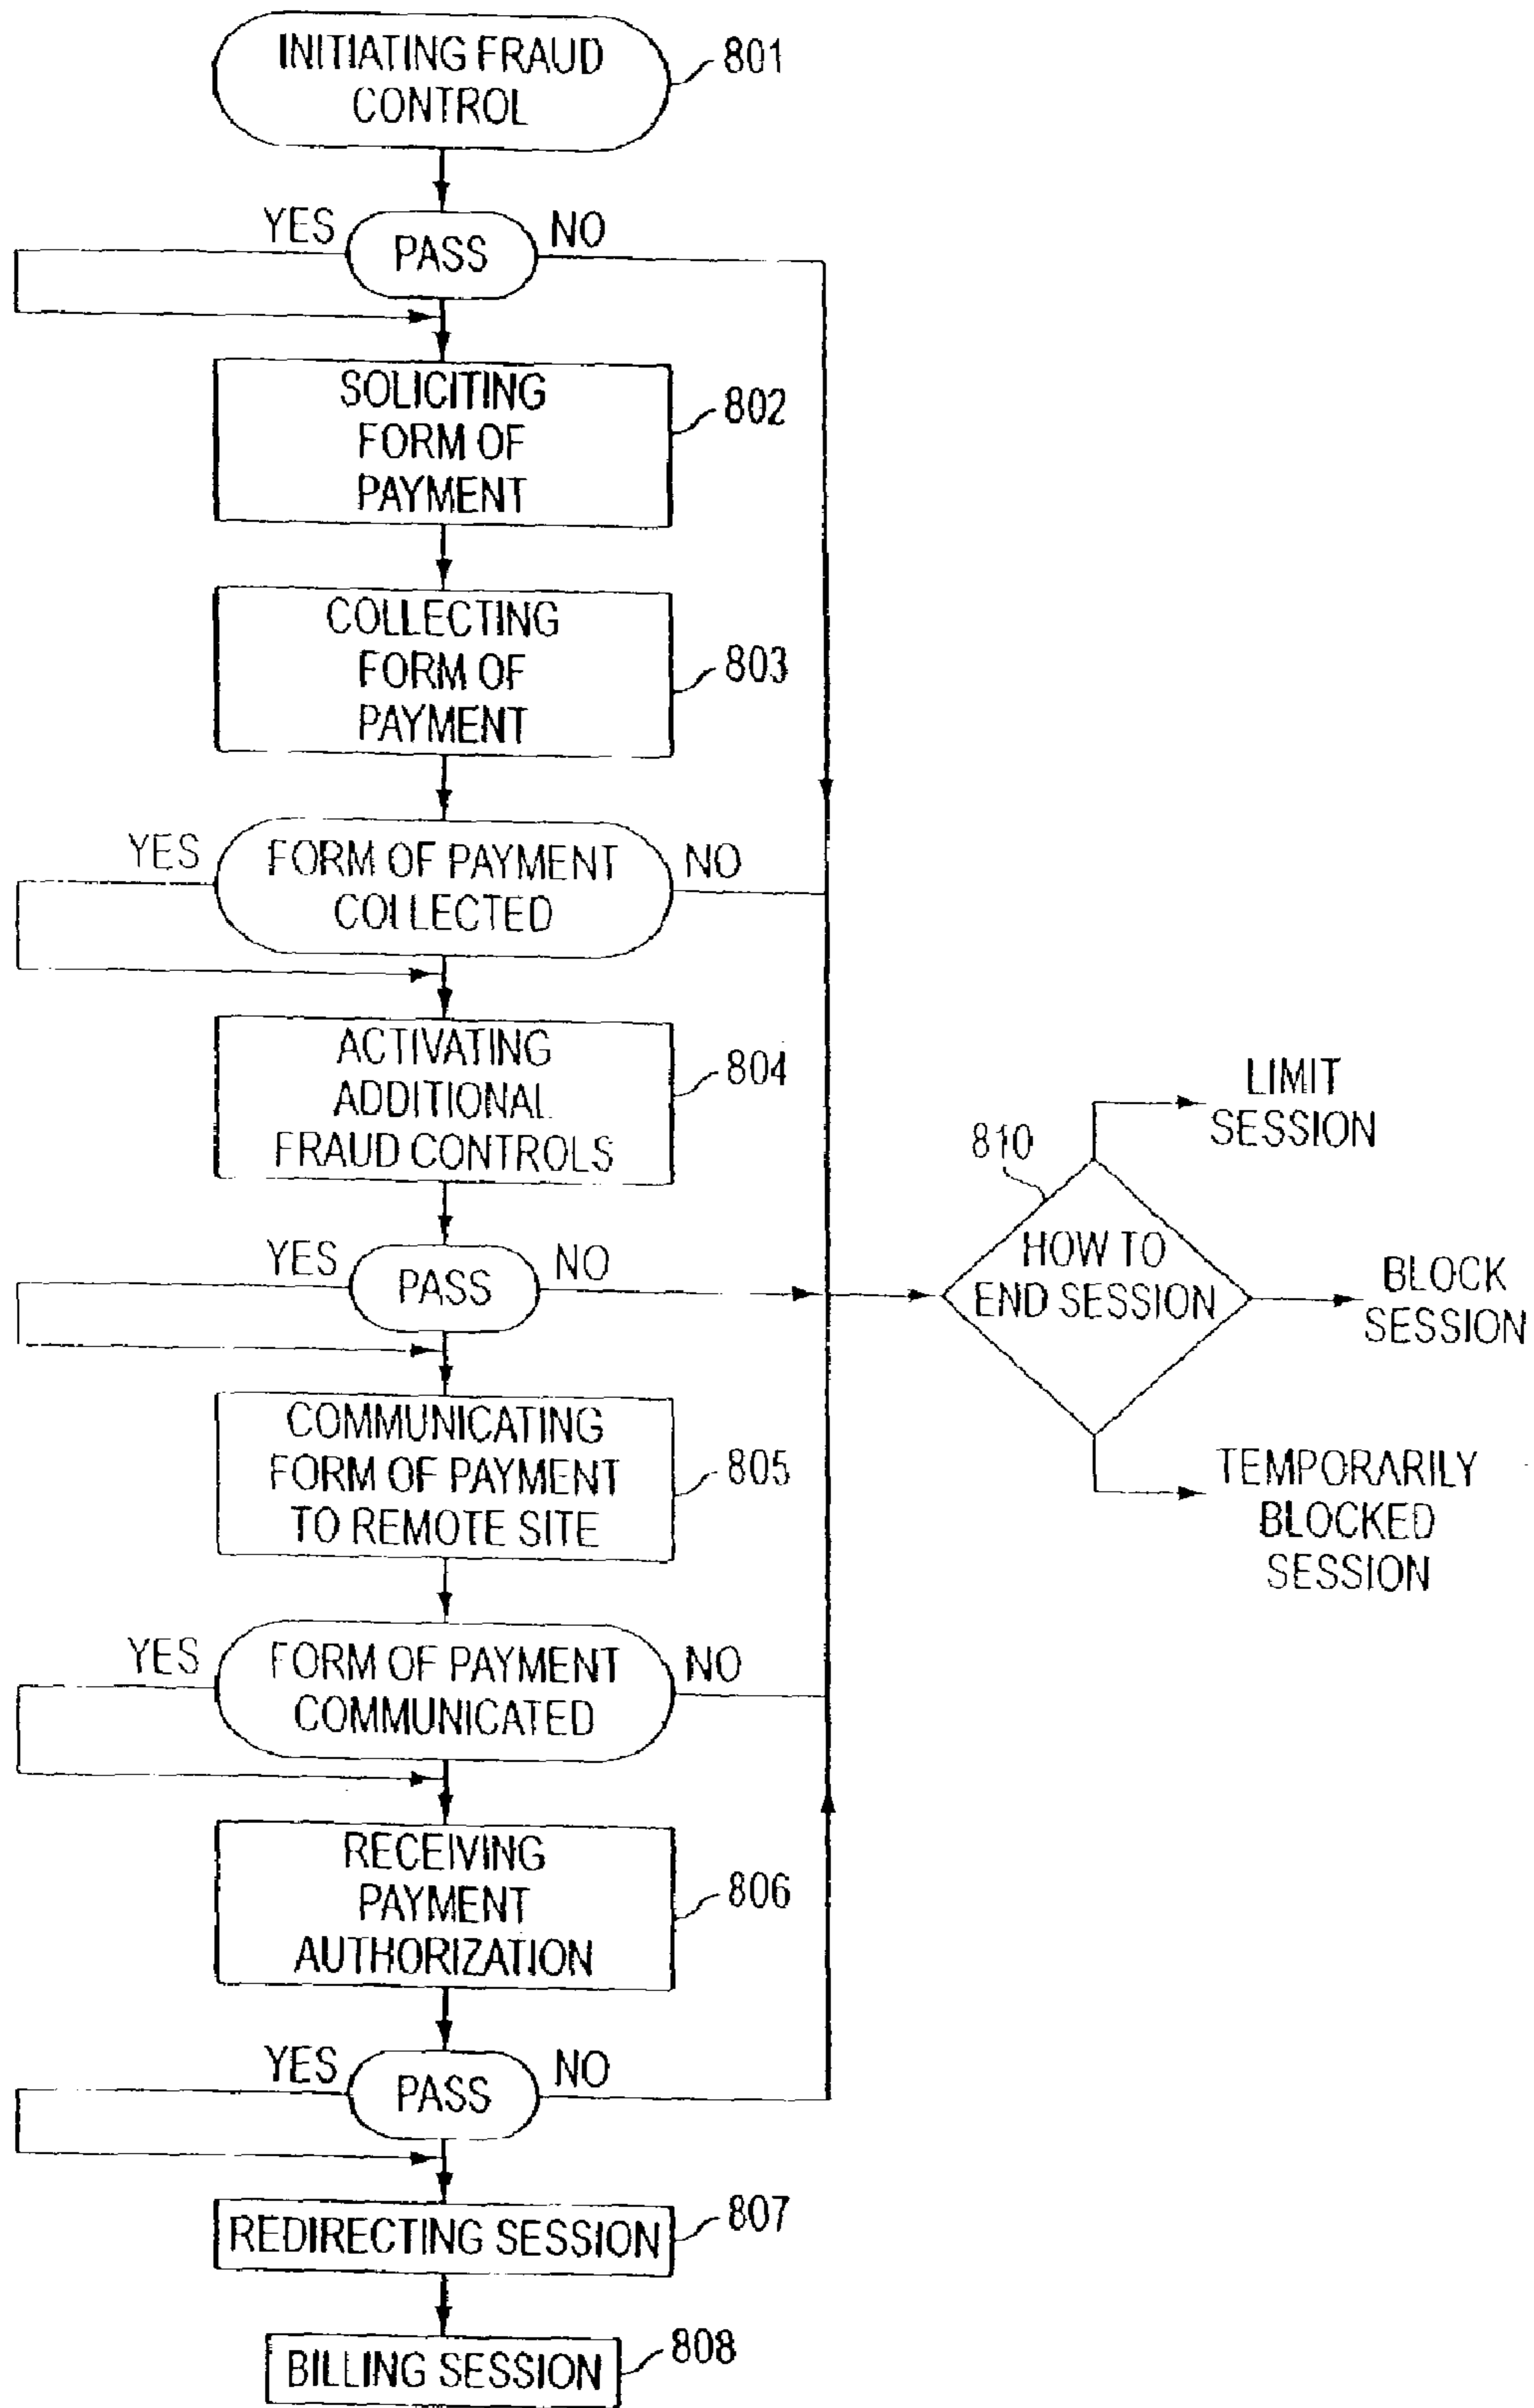 INITIATING FRAUD
CONTROL
801
YES
PASS
NO
SOLICITING
FORM OF
PAYMENT
802
COLLECTING
FORM OF
PAYMENT
803
YES
FORM OF PAYMENT
COLLECTED
NO
ACTIVATING
ADDITIONAL
FRAUD CONTROLS
804
YES
PASS
NO
810
HOW TO
END SESSION
LIMIT
SESSION
BLOCK
SESSION
TEMPORARILY
BLOCKED
SESSION
COMMUNICATING
FORM OF PAYMENT
TO REMOTE SITE
805
YES
FORM OF PAYMENT
COMMUNICATED
NO
RECEIVING
PAYMENT
AUTHORIZATION
806
YES
PASS
NO
REDIRECTING SESSION
807
BILLING SESSION
808